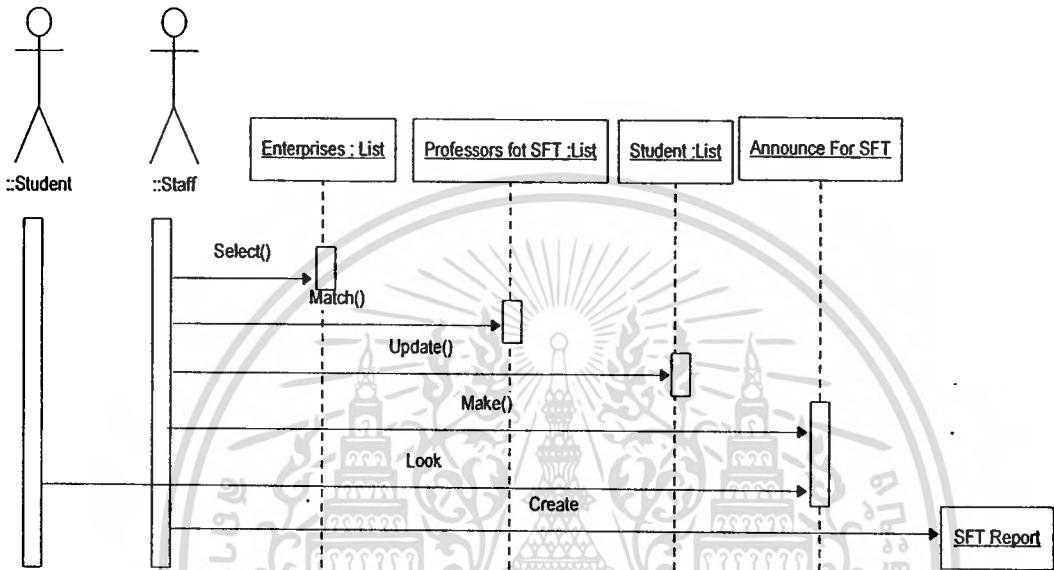 Enterprises : List
Professors fot SFT :List
Student :List
Announce For SFT
::Student
::Staff
Select()
Match()
Update()
Make()
Look
Create
SFT Report